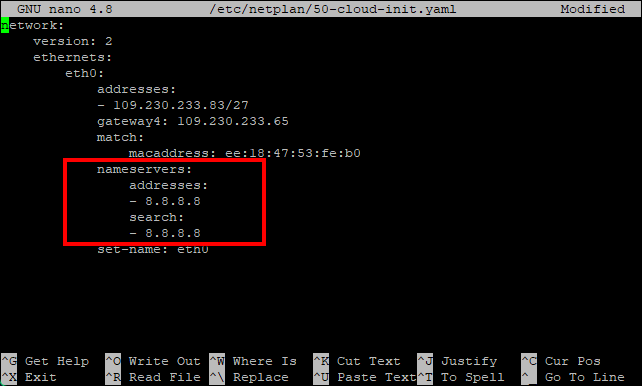 GNU nano 4.8 /etc/netplan/50-cloud-init.yaml Modified
network:
    version: 2
    ethernets:
        eth0:
            addresses:
            - 109.230.233.83/27
            gateway4: 109.230.233.65
            match:
                macaddress: ee:18:47:53:fe:b0
            nameservers:
                addresses:
                - 8.8.8.8
                search:
                - 8.8.8.8
            set-name: eth0
^G Get Help ^O Write Out ^W Where Is ^K Cut Text ^J Justify ^C Cur Pos
^X Exit ^R Read File ^\ Replace ^U Paste Text ^T To Spell ^_ Go To Line